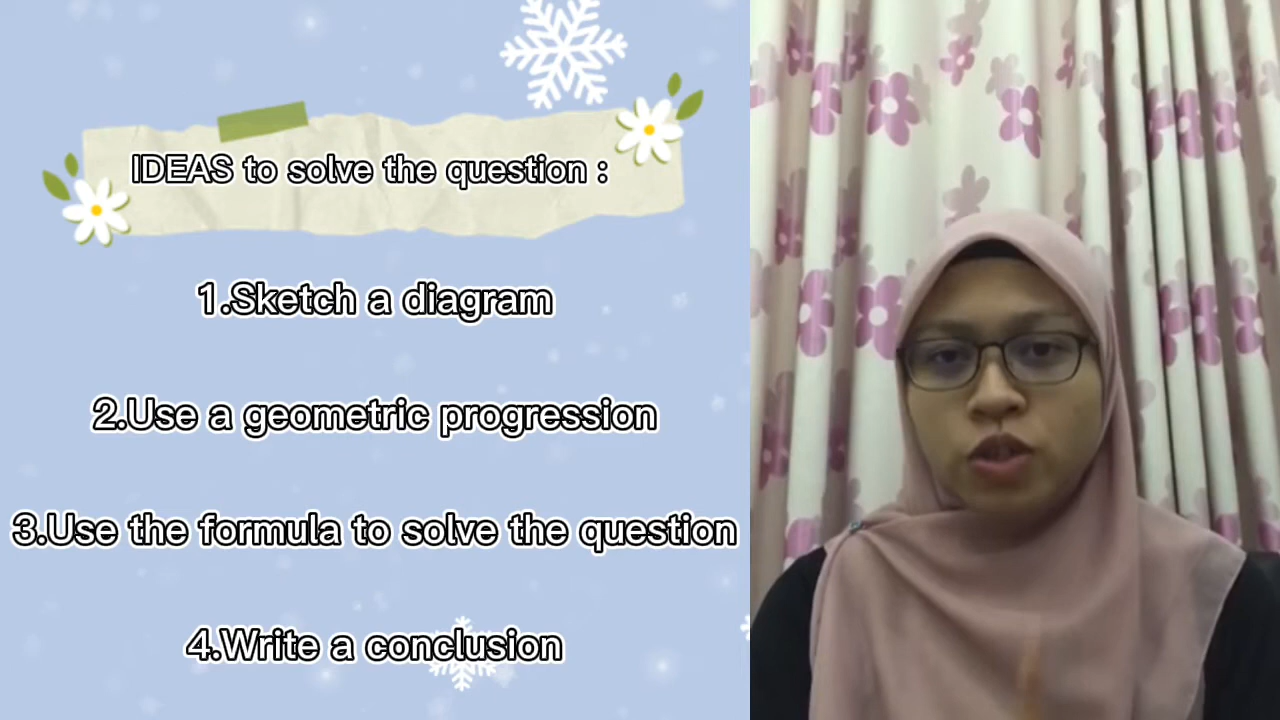 IDEAS to solve the question :
1.Sketch a diagram
2.Use a geometric progression
3.Use the formula to solve the question
4.Write a conclusion